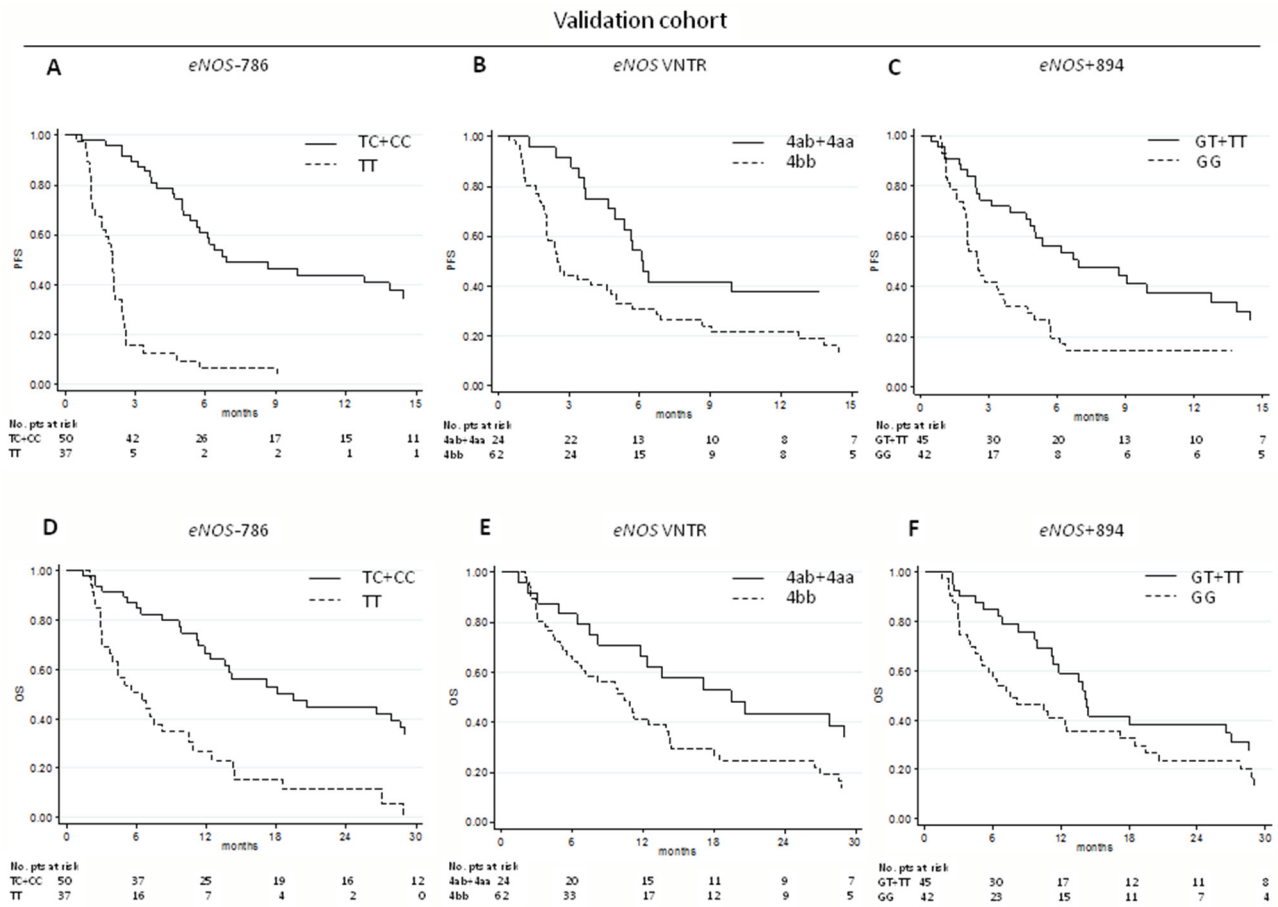 Validation cohort
A eNOS-786
B eNOS VNTR
C eNOS+894
TC+CC
TT
4ab+4aa
4bb
GT+TT
GG
PFS
1.00
0.80
0.60
0.40
0.20
0.00
0 3 6 9 12 15
months
PFS
1.00
0.80
0.60
0.40
0.20
0.00
0 3 6 9 12 15
months
PFS
1.00
0.80
0.60
0.40
0.20
0.00
0 3 6 9 12 15
months
No. pts at risk
TC+CC 50 42 26 17 15 11
TT 37 5 2 2 1 1
No. pts at risk
4ab+4aa 24 22 13 10 8 7
4bb 62 24 15 9 8 5
No. pts at risk
GT+TT 45 30 20 13 10 7
GG 42 17 8 6 6 5
D eNOS-786
E eNOS VNTR
F eNOS+894
TC+CC
TT
4ab+4aa
4bb
GT+TT
GG
OS
1.00
0.80
0.60
0.40
0.20
0.00
0 6 12 18 24 30
months
OS
1.00
0.80
0.60
0.40
0.20
0.00
0 6 12 18 24 30
months
OS
1.00
0.80
0.60
0.40
0.20
0.00
0 6 12 18 24 30
months
No. pts at risk
TC+CC 50 37 25 19 16 12
TT 37 16 7 4 2 0
No. pts at risk
4ab+4aa 24 20 15 11 9 7
4bb 62 33 17 12 9 5
No. pts at risk
GT+TT 45 30 17 12 11 8
GG 42 23 15 11 7 4